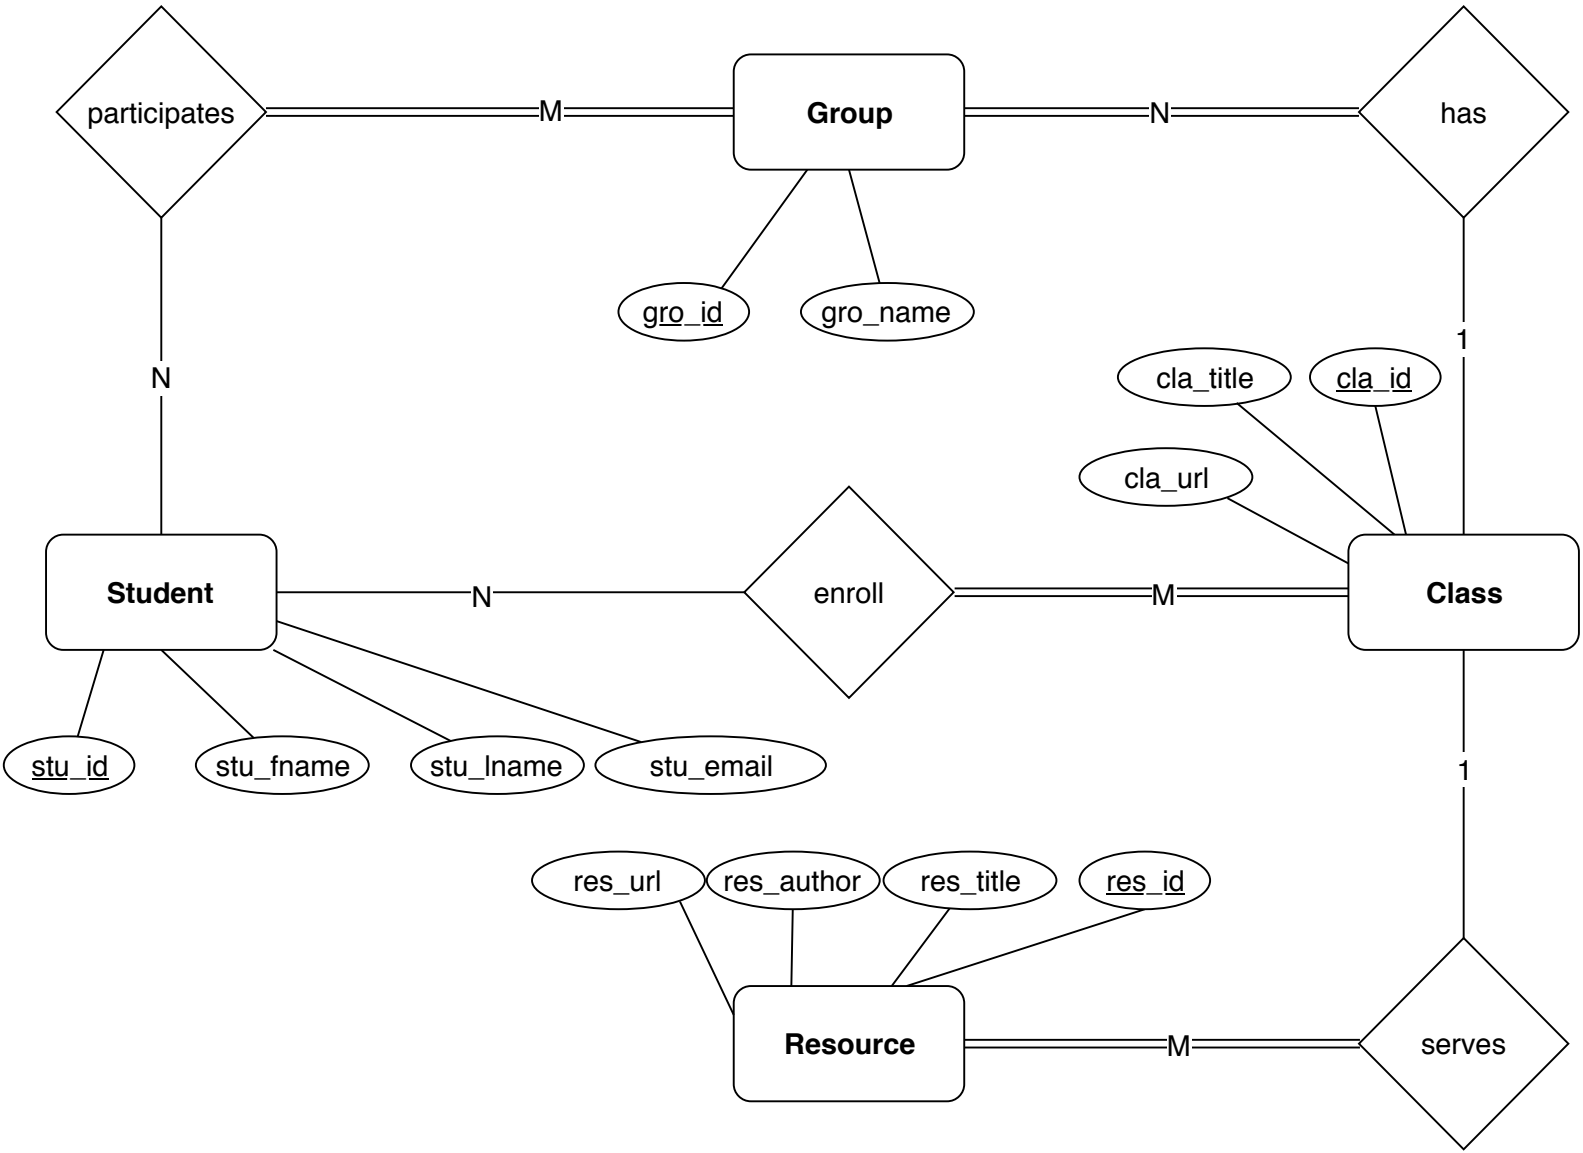 participates
M
Group
N
has
gro_id
gro_name
1
N
cla_title
cla_id
cla_url
Student
N
enroll
M
Class
stu_id
stu_fname
stu_lname
stu_email
1
res_url
res_author
res_title
res_id
Resource
M
serves